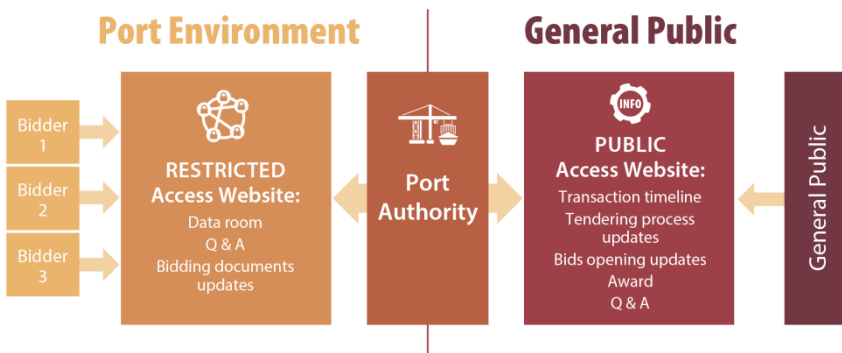 Port Environment
General Public
Bidder
1
Bidder
2
Bidder
3
RESTRICTED
Access Website:
Data room
Q & A
Bidding documents
updates
Port
Authority
INFO
PUBLIC
Access Website:
Transaction timeline
Tendering process
updates
Bids opening updates
Award
Q & A
General Public